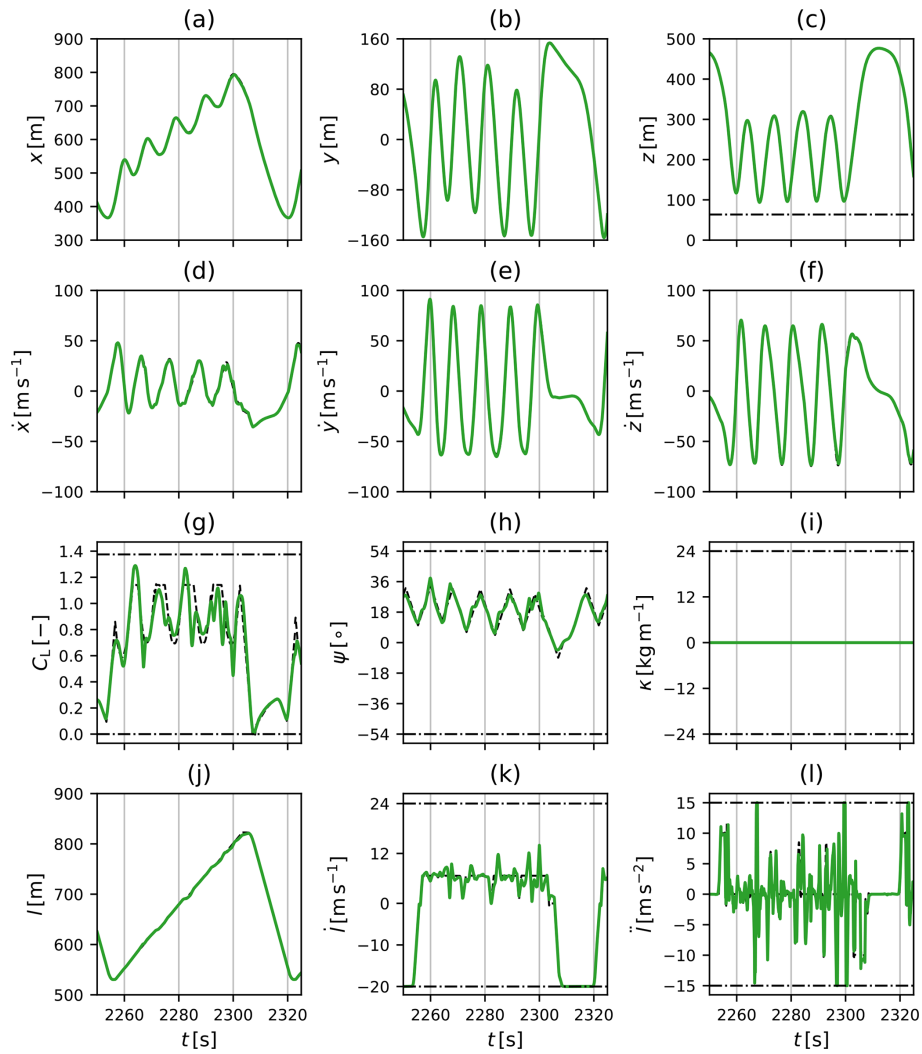 (a) (b) (c)
900 800 700 600 500 400 300
x [m]
160 80 0 −80 −160
y [m]
500 400 300 200 100 0
z [m]
(d) (e) (f)
100 50 0 −50 −100
ẋ [m s⁻¹]
100 50 0 −50 −100
ẏ [m s⁻¹]
100 50 0 −50 −100
ż [m s⁻¹]
(g) (h) (i)
1.4 1.2 1.0 0.8 0.6 0.4 0.2 0.0
C_L [−]
54 36 18 0 −18 −36 −54
ψ [∘]
24 12 0 −12 −24
κ [kg m⁻¹]
(j) (k) (l)
900 800 700 600 500
l [m]
24 12 0 −10 −20
l̇ [m s⁻¹]
15 10 5 0 −5 −10 −15
l̈ [m s⁻²]
2260 2280 2300 2320 2260 2280 2300 2320 2260 2280 2300 2320
t [s] t [s] t [s]